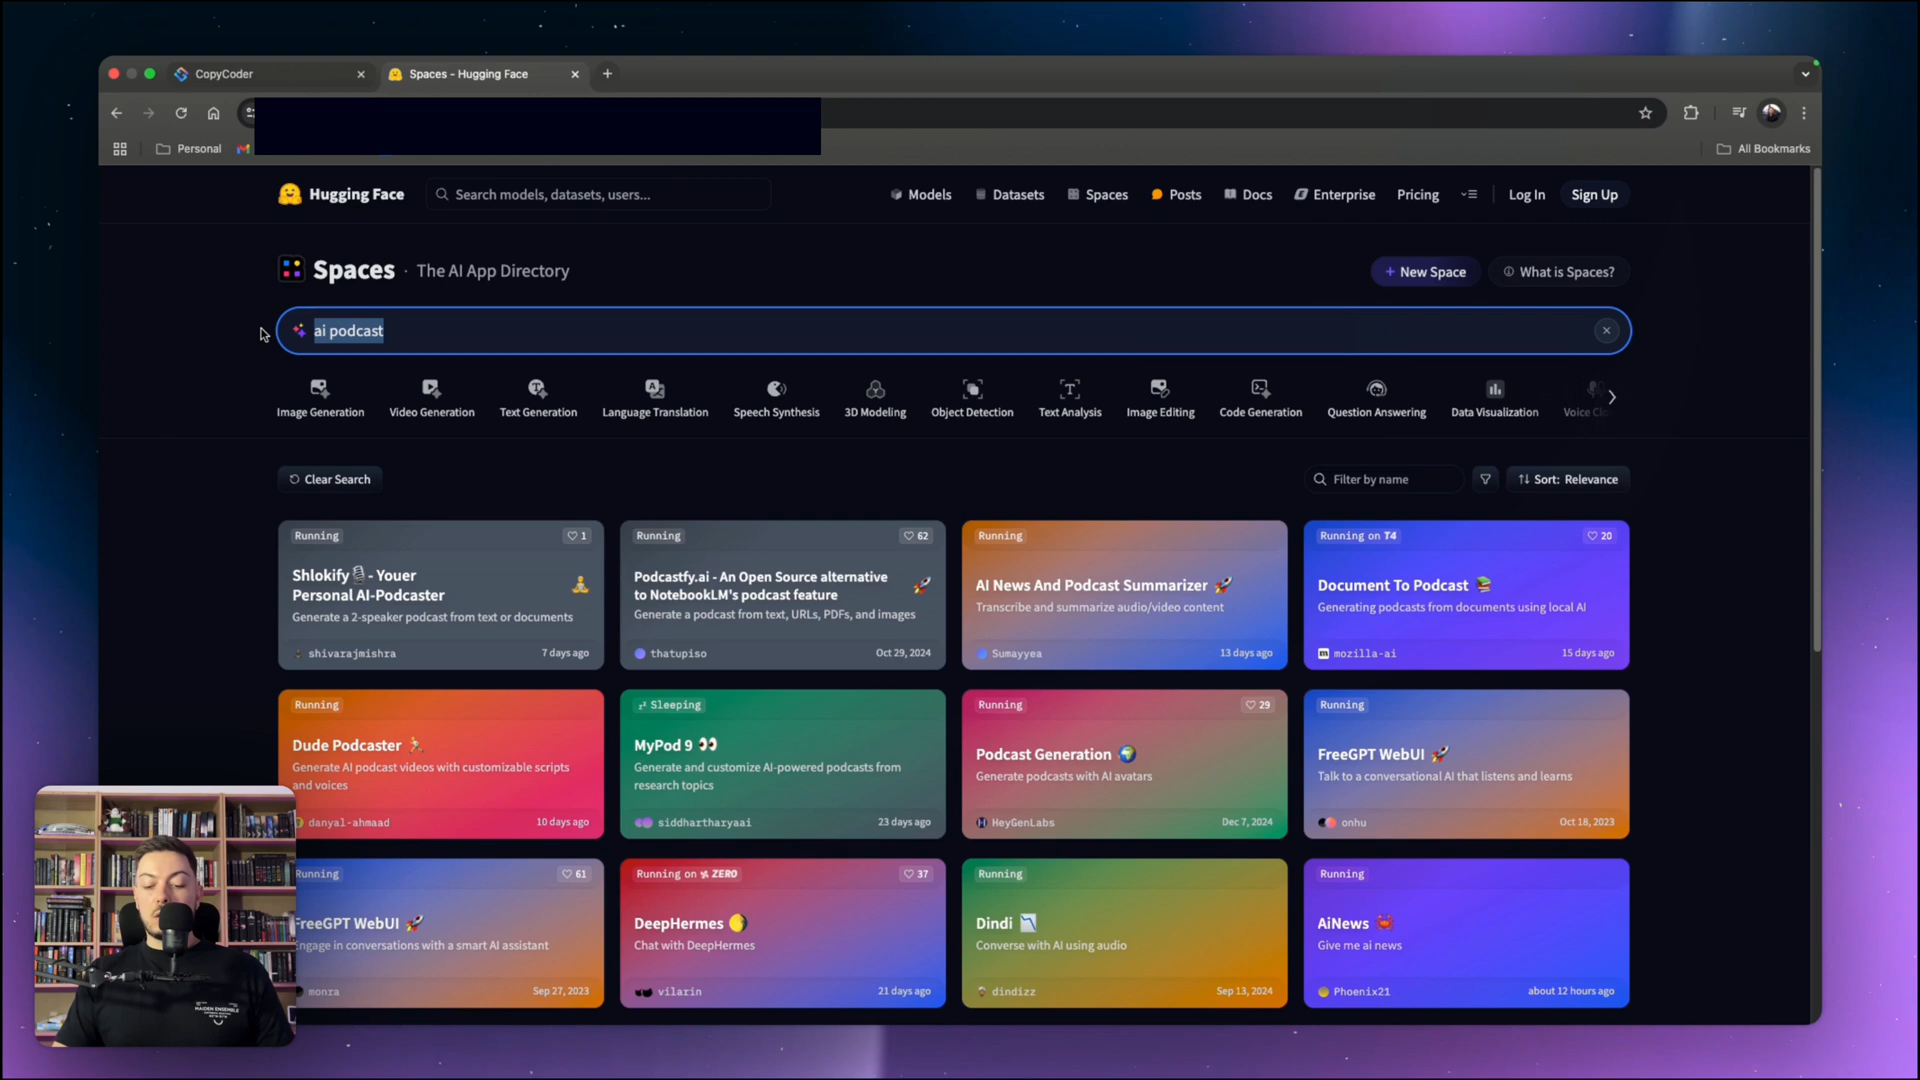 CopyCoder
Spaces - Hugging Face
Personal
All Bookmarks
Hugging Face
Search models, datasets, users...
Models
Datasets
Spaces
Posts
Docs
Enterprise
Pricing
Log In
Sign Up
Spaces · The AI App Directory
+ New Space
What is Spaces?
ai podcast
Image Generation
Video Generation
Text Generation
Language Translation
Speech Synthesis
3D Modeling
Object Detection
Text Analysis
Image Editing
Code Generation
Question Answering
Data Visualization
Voice Clo
Clear Search
Filter by name
Sort: Relevance
Running
1
Shlokify - Youer
Personal AI-Podcaster
Generate a 2-speaker podcast from text or documents
shivarajmishra
7 days ago
Running
62
Podcastfy.ai - An Open Source alternative
to NotebookLM's podcast feature
Generate a podcast from text, URLs, PDFs, and images
thatupiso
Oct 29, 2024
Running
AI News And Podcast Summarizer
Transcribe and summarize audio/video content
Sumayyea
13 days ago
Running on T4
20
Document To Podcast
Generating podcasts from documents using local AI
mozilla-ai
15 days ago
Running
Dude Podcaster
Generate AI podcast videos with customizable scripts
and voices
danyal-ahmaad
10 days ago
Sleeping
MyPod 9
Generate and customize AI-powered podcasts from
research topics
siddhartharyaai
23 days ago
Running
29
Podcast Generation
Generate podcasts with AI avatars
HeyGenLabs
Dec 7, 2024
Running
FreeGPT WebUI
Talk to a conversational AI that listens and learns
onhu
Oct 18, 2023
Running
61
FreeGPT WebUI
Engage in conversations with a smart AI assistant
monra
Sep 27, 2023
Running on ZERO
37
DeepHermes
Chat with DeepHermes
vilarin
21 days ago
Running
Dindi
Converse with AI using audio
dindizz
Sep 13, 2024
Running
AiNews
Give me ai news
Phoenix21
about 12 hours ago